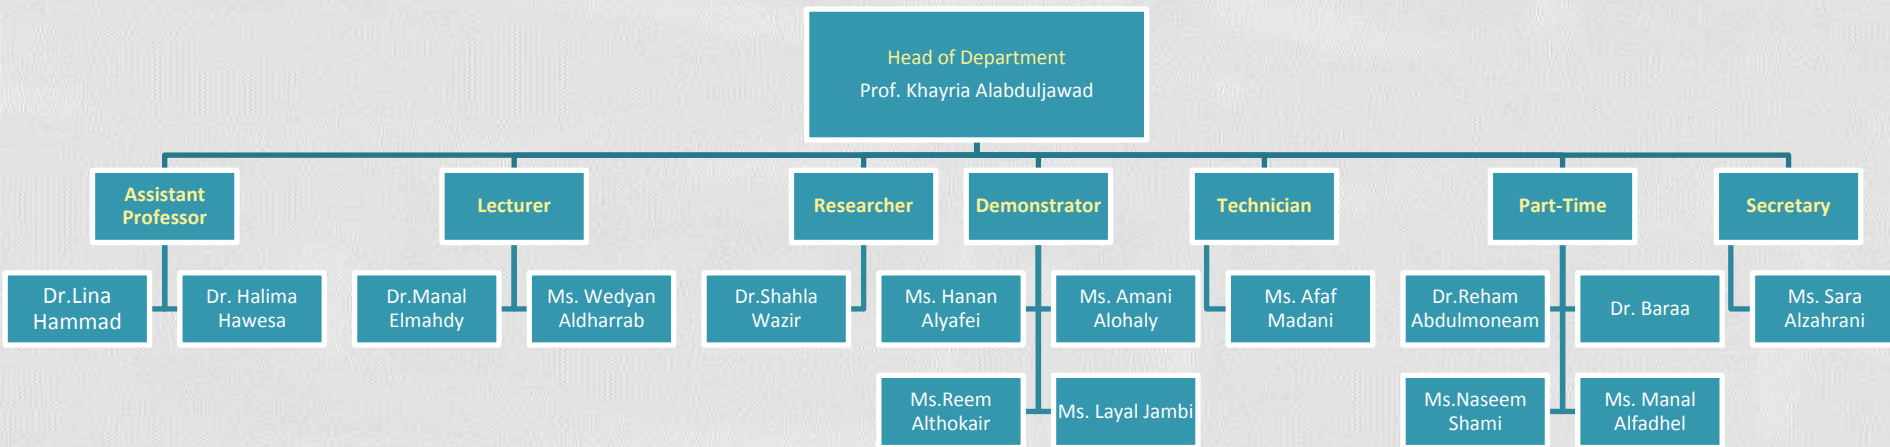 Head of Department
Prof. Khayria Alabduljawad
Assistant
Professor
Lecturer
Researcher
Demonstrator
Technician
Part-Time
Secretary
Dr.Lina
Hammad
Dr. Halima
Hawesa
Dr.Manal
Elmahdy
Ms. Wedyan
Aldharrab
Dr.Shahla
Wazir
Ms. Hanan
Alyafei
Ms. Amani
Alohaly
Ms. Afaf
Madani
Dr.Reham
Abdulmoneam
Dr. Baraa
Ms. Sara
Alzahrani
Ms.Reem
Althokair
Ms. Layal Jambi
Ms.Naseem
Shami
Ms. Manal
Alfadhel